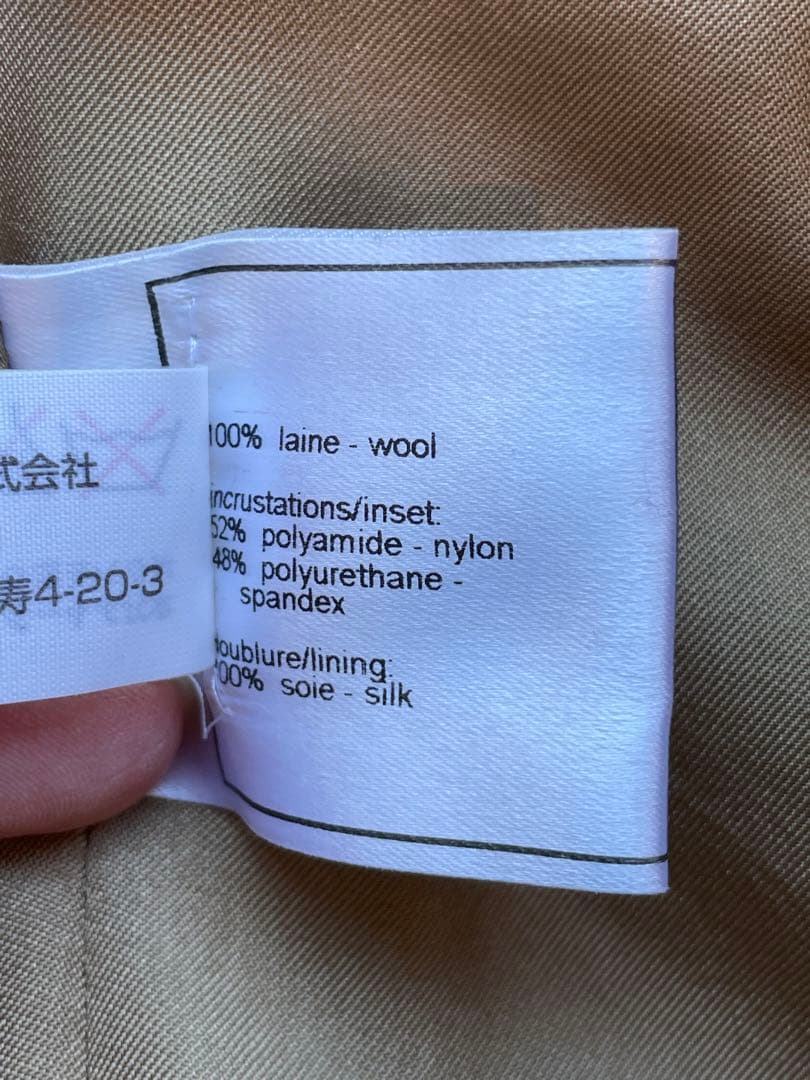 100% laine - wool
incrustations/inset:
52% polyamide - nylon
48% polyurethane -
spandex
doublure/lining:
100% soie - silk
式会社
寿4-20-3